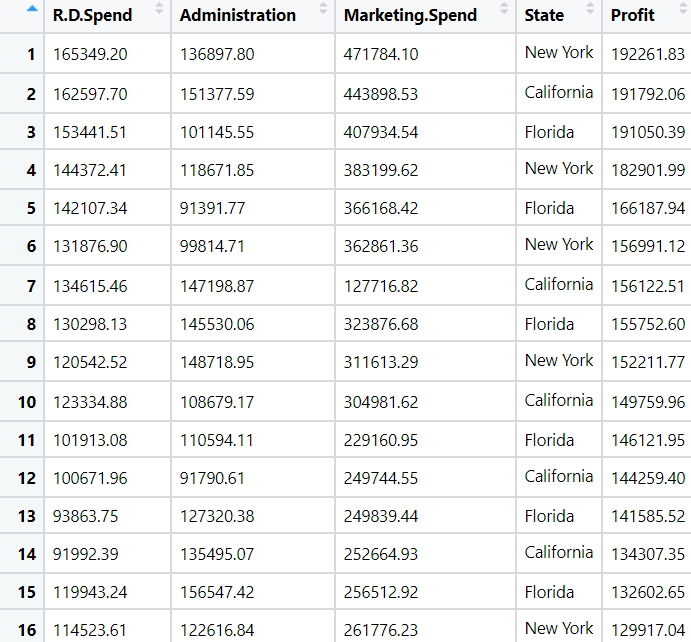 R.D.Spend Administration Marketing.Spend State Profit
1 165349.20 136897.80 471784.10 New York 192261.83
2 162597.70 151377.59 443898.53 California 191792.06
3 153441.51 101145.55 407934.54 Florida 191050.39
4 144372.41 118671.85 383199.62 New York 182901.99
5 142107.34 91391.77 366168.42 Florida 166187.94
6 131876.90 99814.71 362861.36 New York 156991.12
7 134615.46 147198.87 127716.82 California 156122.51
8 130298.13 145530.06 323876.68 Florida 155752.60
9 120542.52 148718.95 311613.29 New York 152211.77
10 123334.88 108679.17 304981.62 California 149759.96
11 101913.08 110594.11 229160.95 Florida 146121.95
12 100671.96 91790.61 249744.55 California 144259.40
13 93863.75 127320.38 249839.44 Florida 141585.52
14 91992.39 135495.07 252664.93 California 134307.35
15 119943.24 156547.42 256512.92 Florida 132602.65
16 114523.61 122616.84 261776.23 New York 129917.04